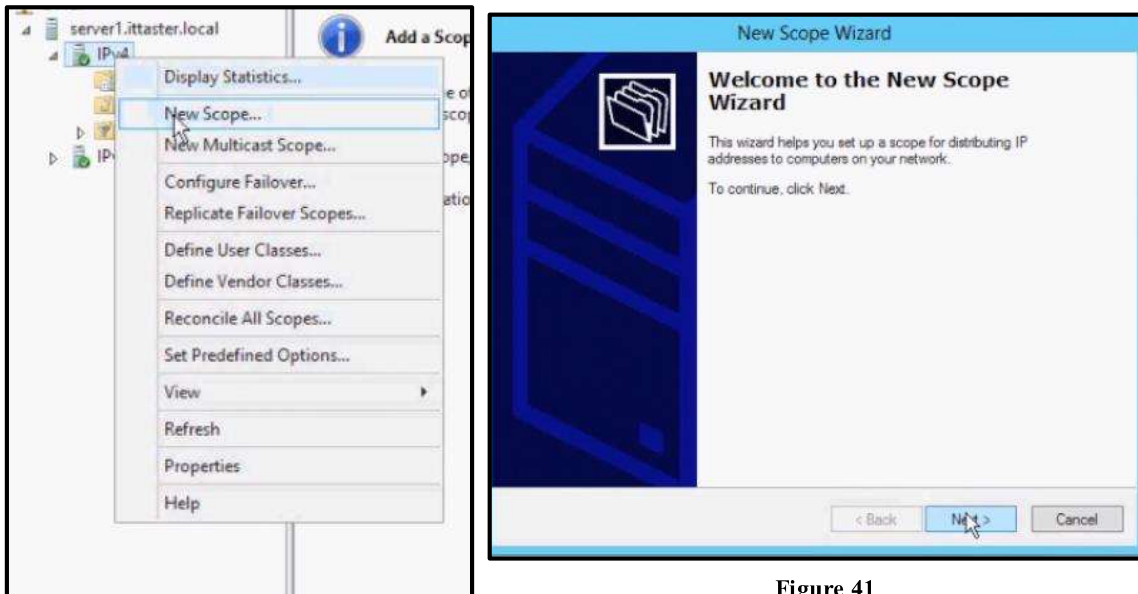 server1.ittaster.local
IPv4
Add a Scop
Display Statistics...
New Scope...
New Multicast Scope...
Configure Failover...
Replicate Failover Scopes...
Define User Classes...
Define Vendor Classes...
Reconcile All Scopes...
Set Predefined Options...
View
Refresh
Properties
Help
New Scope Wizard
Welcome to the New Scope
Wizard
This wizard helps you set up a scope for distributing IP
addresses to computers on your network.
To continue, click Next.
< Back
Next >
Cancel
Figure 41